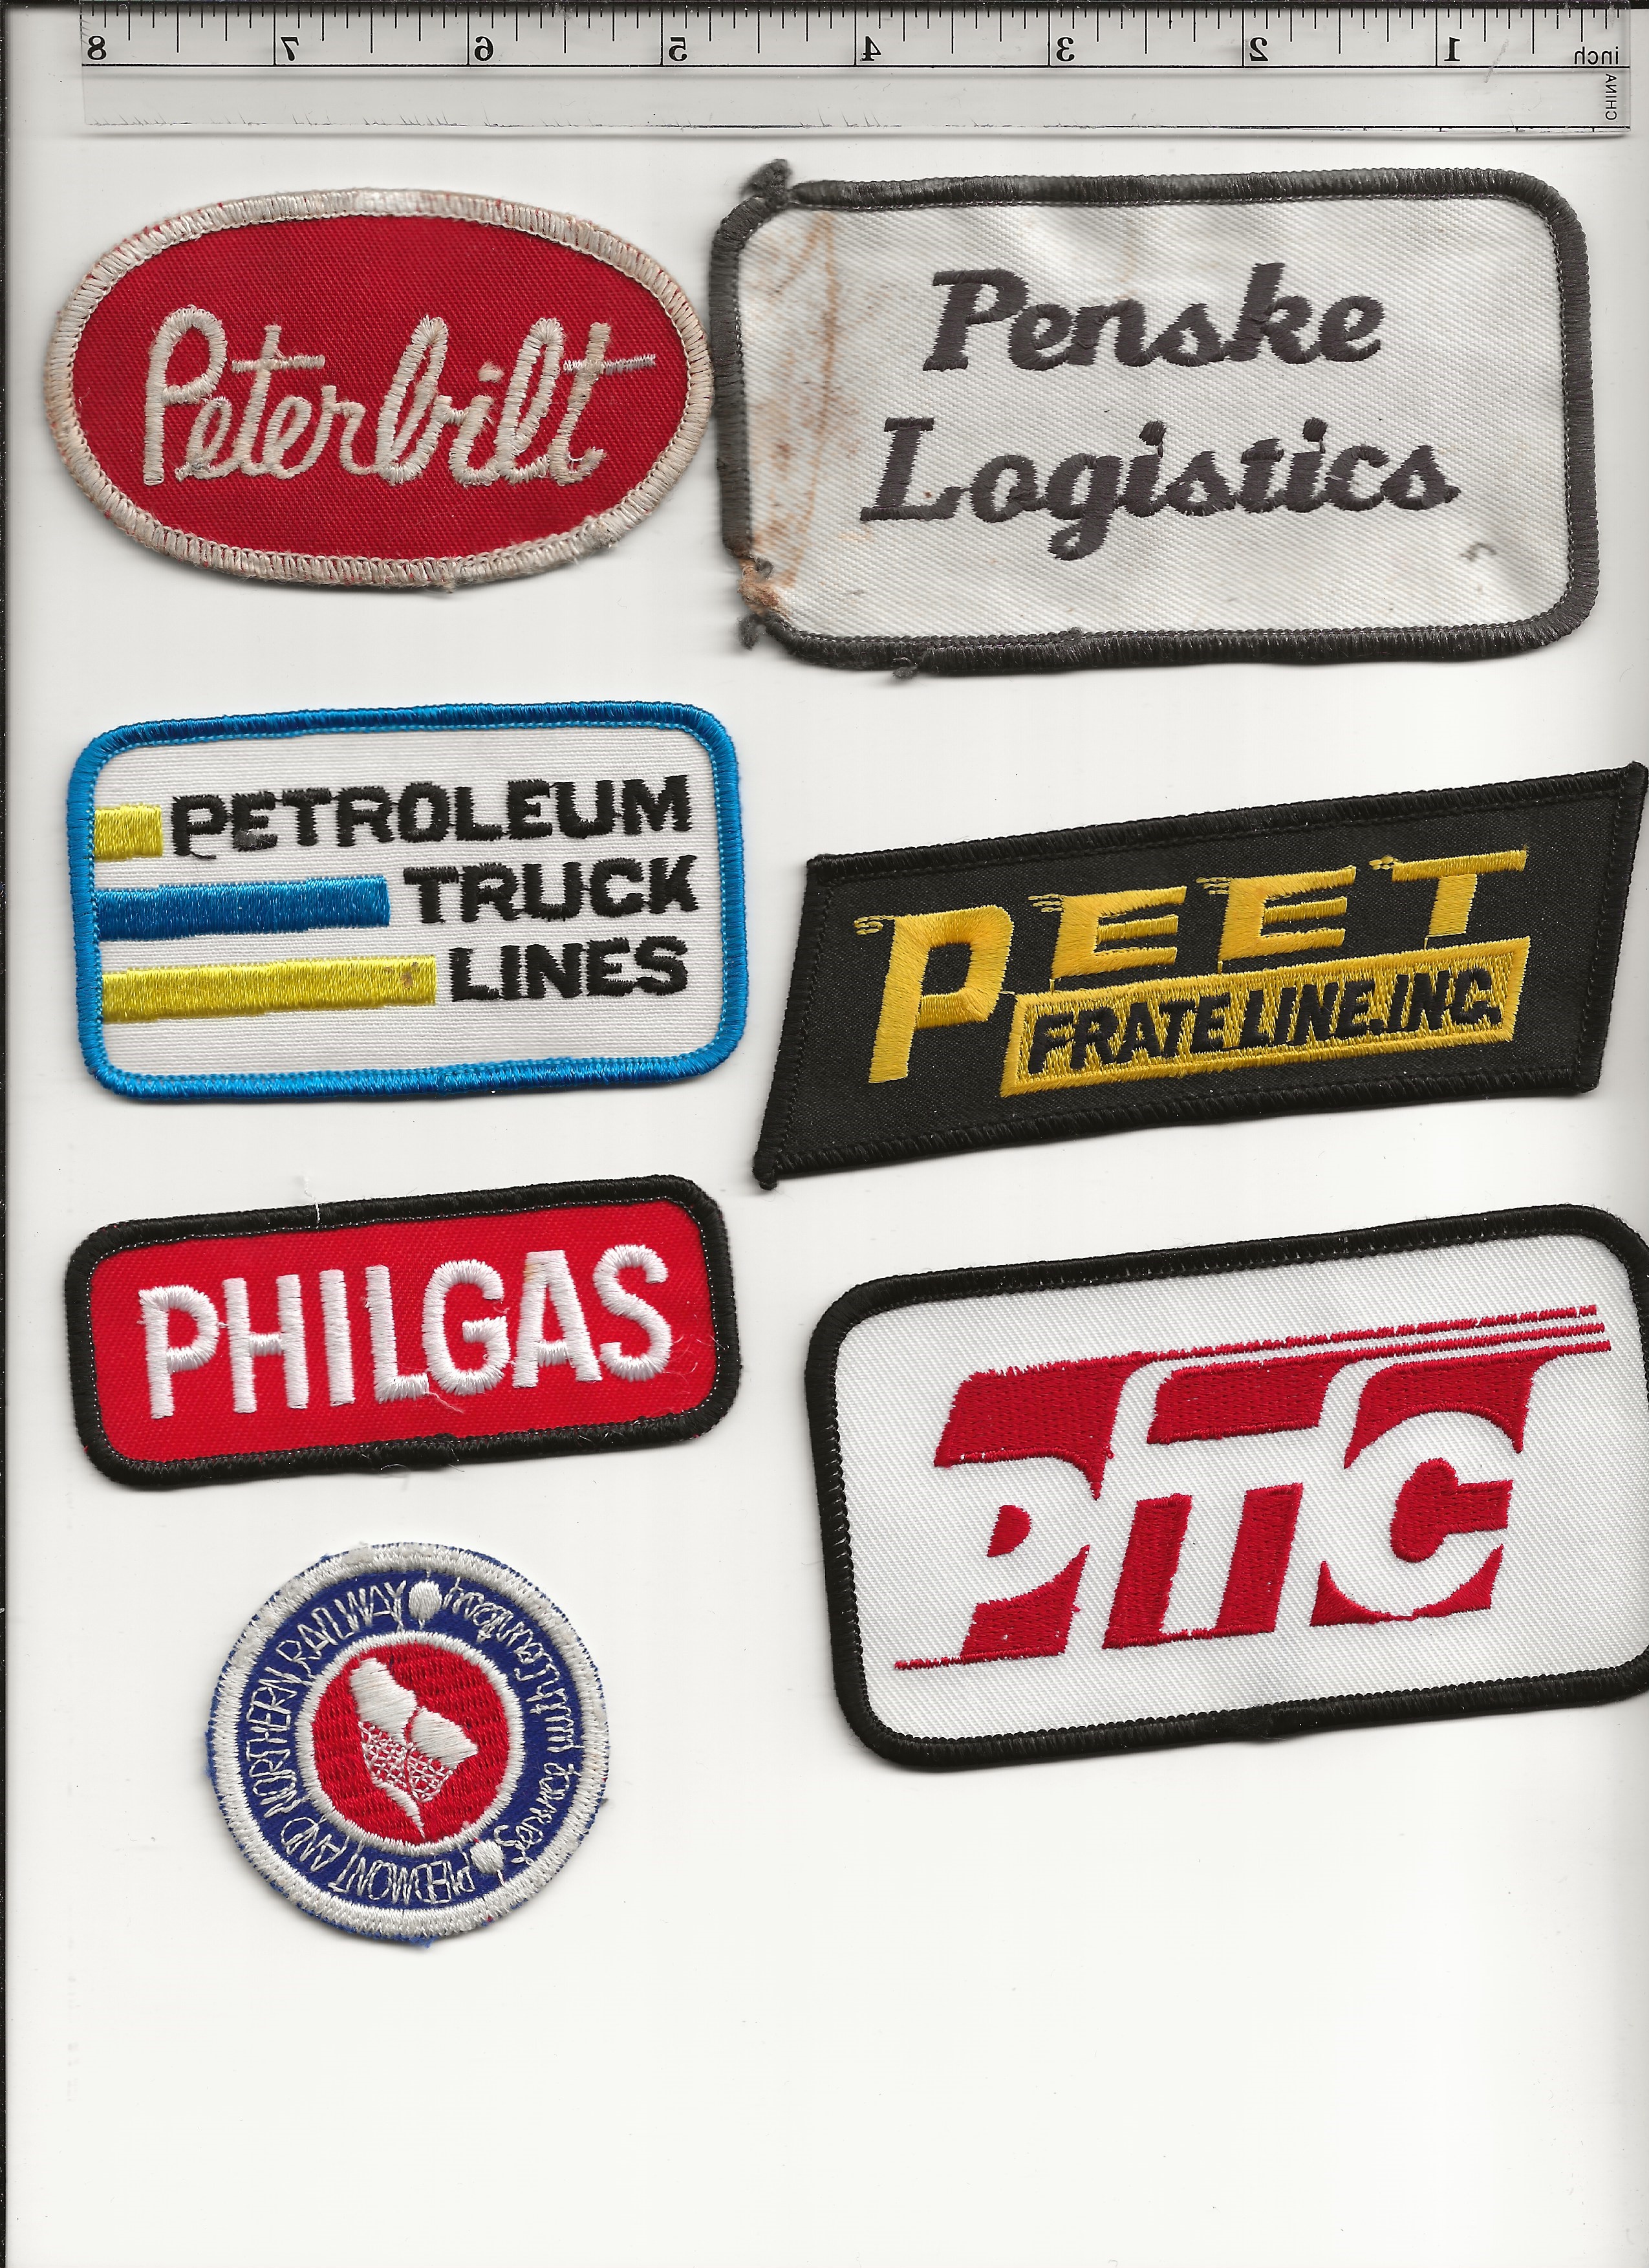 8 7 6 5 4 3 2 1 inch
CHINA
Peterbilt
Penske
Logistics
PETROLEUM
TRUCK
LINES
PEET
FRATE LINE. INC.
PHILGAS
PTC
PIEDMONT AND NORTHERN RAILWAY